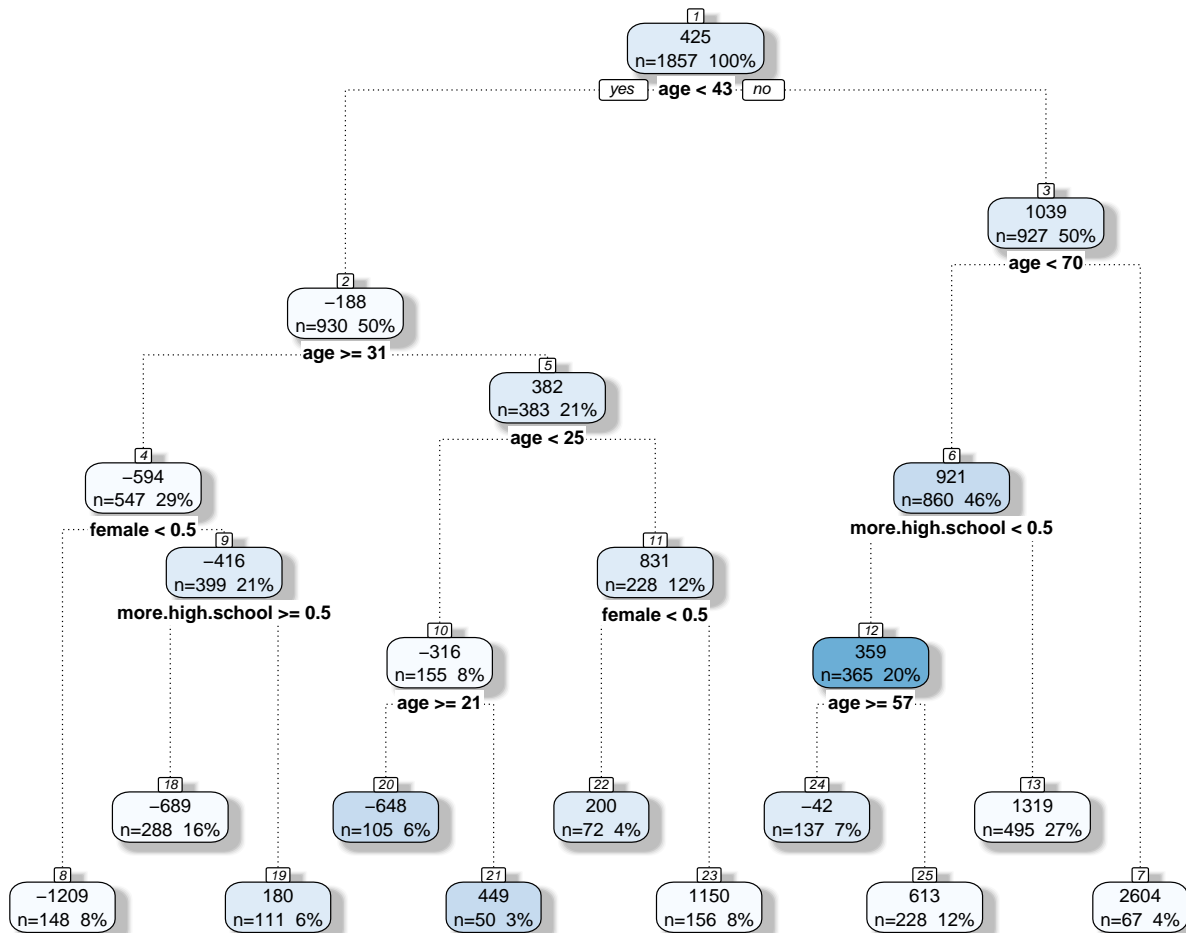 1
425
n=1857 100%
yes age < 43 no
3
1039
n=927 50%
age < 70
2
−188
n=930 50%
age >= 31
5
382
n=383 21%
age < 25
4
−594
n=547 29%
female < 0.5
6
921
n=860 46%
more.high.school < 0.5
9
−416
n=399 21%
more.high.school >= 0.5
11
831
n=228 12%
female < 0.5
10
−316
n=155 8%
age >= 21
12
359
n=365 20%
age >= 57
18
−689
n=288 16%
20
−648
n=105 6%
22
200
n=72 4%
24
−42
n=137 7%
13
1319
n=495 27%
8
−1209
n=148 8%
19
180
n=111 6%
21
449
n=50 3%
23
1150
n=156 8%
25
613
n=228 12%
7
2604
n=67 4%